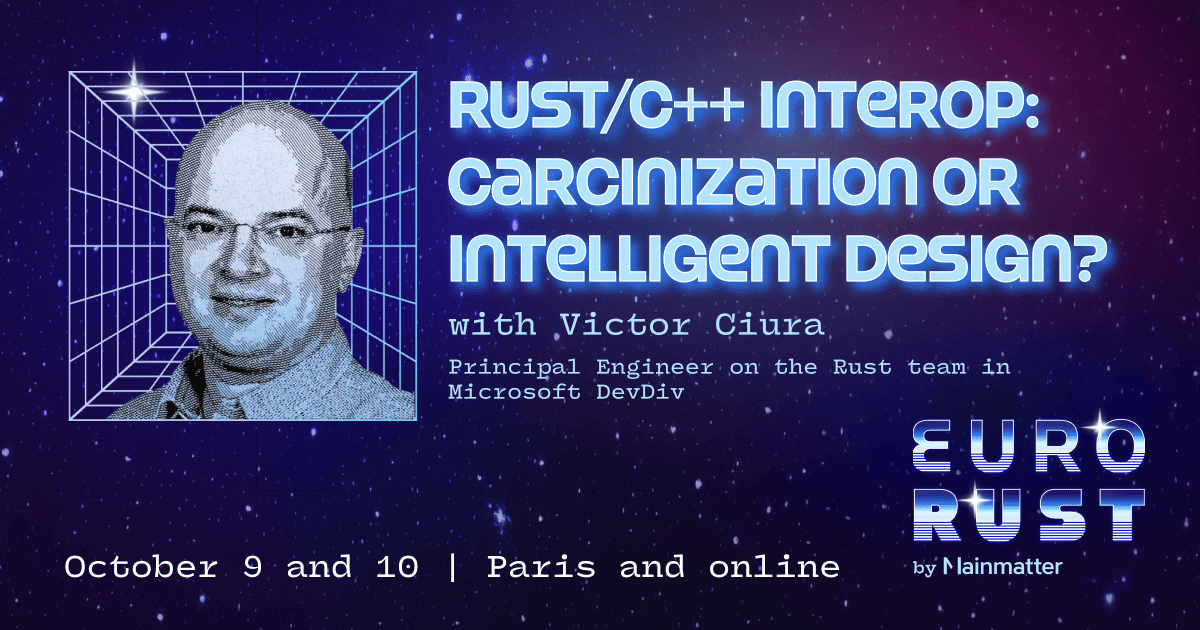 RUST/C++ INTEROP:
CARCINIZATION OR
INTELLIGENT DESIGN?
with Victor Ciura
Principal Engineer on the Rust team in
Microsoft DevDiv
EURO
RUST
by Mainmatter
October 9 and 10 | Paris and online